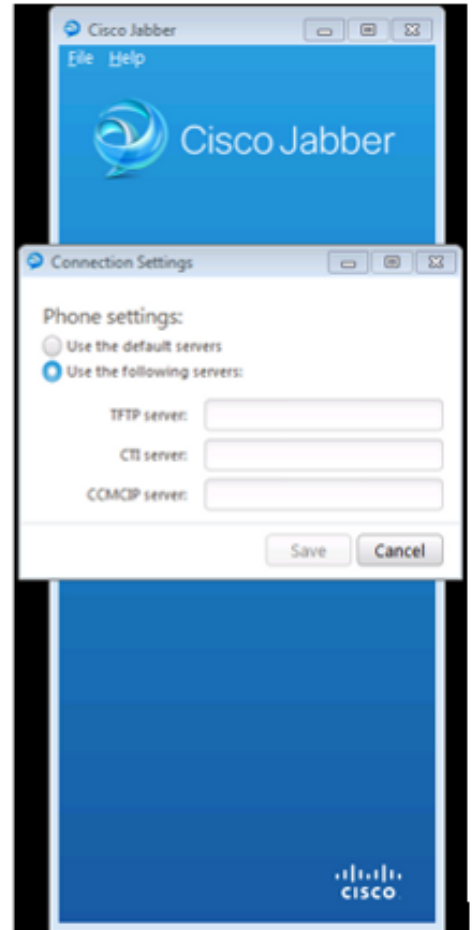 Cisco Jabber
File Help
Cisco Jabber
Connection Settings
Phone settings:
Use the default servers
Use the following servers:
TFTP server:
CTI server:
CCMCIP server:
Save Cancel
CISCO